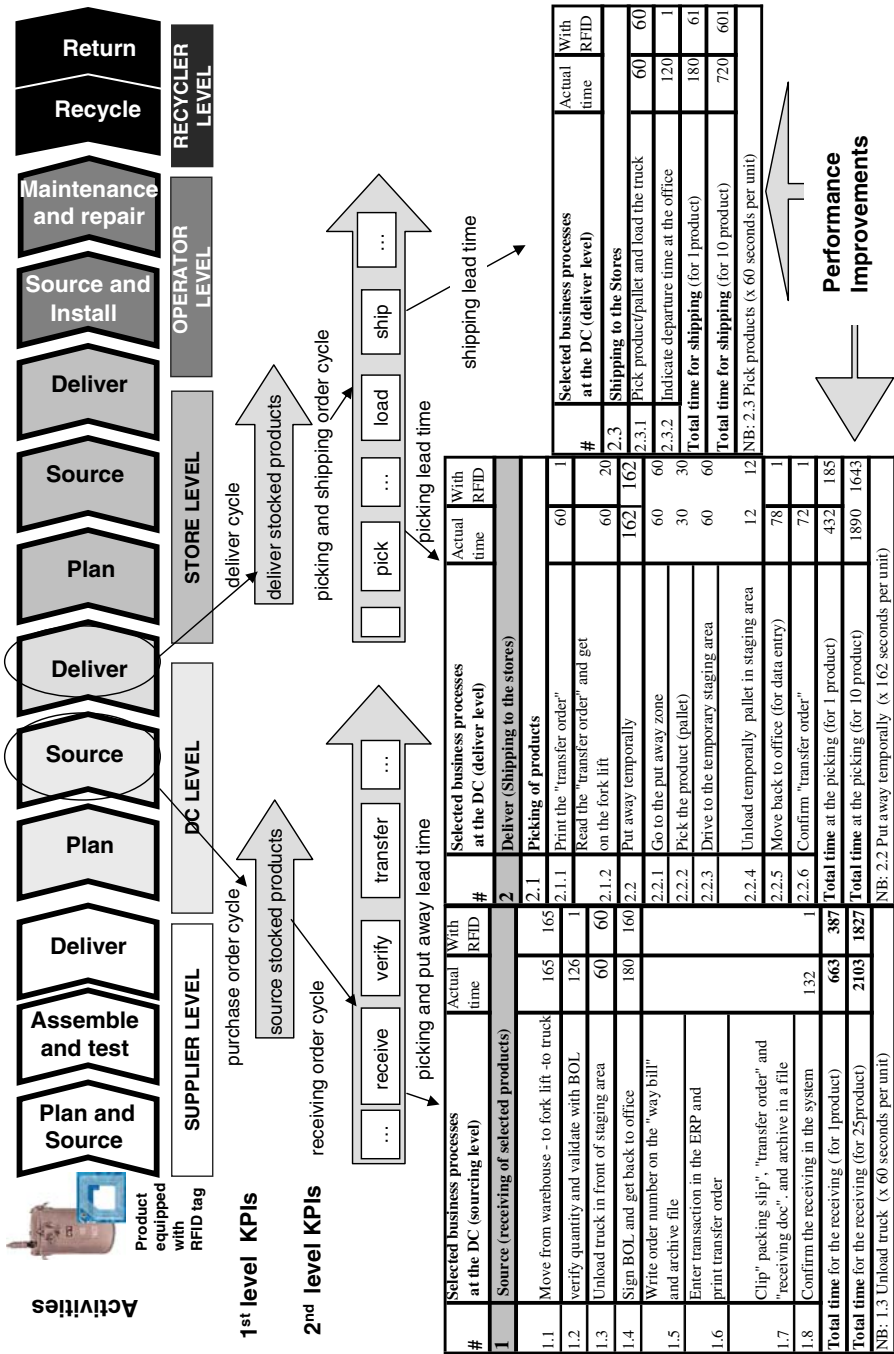 Activities
Product
equipped
with
RFID tag
Plan and
Source
Assemble
and test
Deliver
Plan
Source
Deliver
Plan
Source
Deliver
Source and
Install
Maintenance
and repair
Recycle
Return
SUPPLIER LEVEL
DC LEVEL
STORE LEVEL
OPERATOR
LEVEL
RECYCLER
LEVEL
1st level KPIs
purchase order cycle
source stocked products
deliver cycle
deliver stocked products
2nd level KPIs
receiving order cycle
... receive verify transfer ...
picking and put away lead time
picking and shipping order cycle
pick ... load ship ...
picking lead time
shipping lead time
# Selected business processes
at the DC (sourcing level) Actual
time With
RFID
1 Source (receiving of selected products)
1.1 Move from warehouse - to fork lift -to truck 165 165
1.2 verify quantity and validate with BOL 126 1
1.3 Unload truck in front of staging area 60 60
1.4 Sign BOL and get back to office 180 160
Write order number on the "way bill"
1.5 and archive file
Enter transaction in the ERP and
1.6 print transfer order
Clip" packing slip", "transfer order" and
1.7 "receiving doc". and archive in a file
1.8 Confirm the receiving in the system 132 1
Total time for the receiving ( for 1product) 663 387
Total time for the receiving (for 25product) 2103 1827
NB: 1.3 Unload truck (x 60 seconds per unit)
# Selected business processes
at the DC (deliver level) Actual
time With
RFID
2 Deliver (Shipping to the stores)
2.1 Picking of products
2.1.1 Print the "transfer order" 60 1
Read the "transfer order" and get
2.1.2 on the fork lift 60 20
2.2 Put away temporally 162 162
2.2.1 Go to the put away zone 60 60
2.2.2 Pick the product (pallet) 30 30
2.2.3 Drive to the temporary staging area 60 60
2.2.4 Unload temporally pallet in staging area 12 12
2.2.5 Move back to office (for data entry) 78 1
2.2.6 Confirm "transfer order" 72 1
Total time at the picking (for 1 product) 432 185
Total time at the picking (for 10 product) 1890 1643
NB: 2.2 Put away temporally (x 162 seconds per unit)
# Selected business processes
at the DC (deliver level) Actual
time With
RFID
2.3 Shipping to the Stores
2.3.1 Pick product/pallet and load the truck 60 60
2.3.2 Indicate departure time at the office 120 1
Total time for shipping (for 1product) 180 61
Total time for shipping (for 10 product) 720 601
NB: 2.3 Pick products (x 60 seconds per unit)
Performance
Improvements